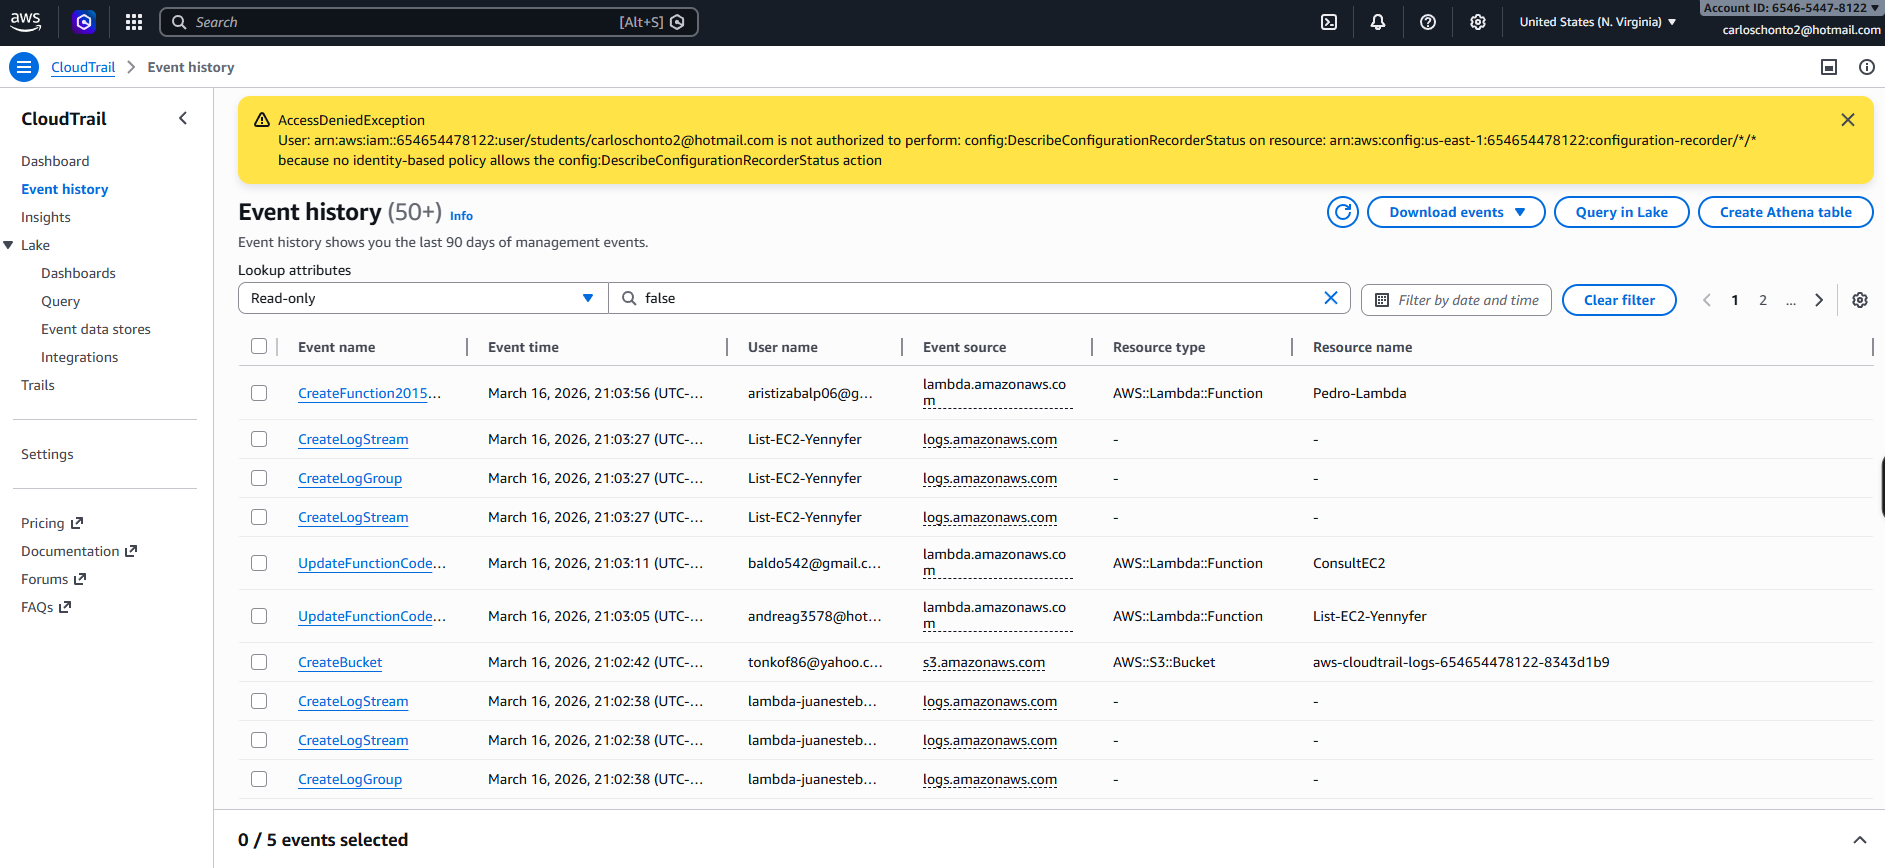 aws
Search
[Alt+S]
United States (N. Virginia)
Account ID: 6546-5447-8122
carloschonto2@hotmail.com
CloudTrail
Event history
CloudTrail
Dashboard
Event history
Insights
Lake
Dashboards
Query
Event data stores
Integrations
Trails
Settings
Pricing
Documentation
Forums
FAQs
AccessDeniedException
User: arn:aws:iam::654654478122:user/students/carloschonto2@hotmail.com is not authorized to perform: config:DescribeConfigurationRecorderStatus on resource: arn:aws:config:us-east-1:654654478122:configuration-recorder/*/*
because no identity-based policy allows the config:DescribeConfigurationRecorderStatus action
Event history (50+) Info
Download events
Query in Lake
Create Athena table
Event history shows you the last 90 days of management events.
Lookup attributes
Read-only
false
Filter by date and time
Clear filter
1 2 ...
Event name Event time User name Event source Resource type Resource name
CreateFunction2015... March 16, 2026, 21:03:56 (UTC-... aristizabalp06@g... lambda.amazonaws.co
m AWS::Lambda::Function Pedro-Lambda
CreateLogStream March 16, 2026, 21:03:27 (UTC-... List-EC2-Yennyfer logs.amazonaws.com - -
CreateLogGroup March 16, 2026, 21:03:27 (UTC-... List-EC2-Yennyfer logs.amazonaws.com - -
CreateLogStream March 16, 2026, 21:03:27 (UTC-... List-EC2-Yennyfer logs.amazonaws.com - -
UpdateFunctionCode... March 16, 2026, 21:03:11 (UTC-... baldo542@gmail.c... lambda.amazonaws.co
m AWS::Lambda::Function ConsultEC2
UpdateFunctionCode... March 16, 2026, 21:03:05 (UTC-... andreag3578@hot... lambda.amazonaws.co
m AWS::Lambda::Function List-EC2-Yennyfer
CreateBucket March 16, 2026, 21:02:42 (UTC-... tonkof86@yahoo.c... s3.amazonaws.com AWS::S3::Bucket aws-cloudtrail-logs-654654478122-8343d1b9
CreateLogStream March 16, 2026, 21:02:38 (UTC-... lambda-juanesteb... logs.amazonaws.com - -
CreateLogStream March 16, 2026, 21:02:38 (UTC-... lambda-juanesteb... logs.amazonaws.com - -
CreateLogGroup March 16, 2026, 21:02:38 (UTC-... lambda-juanesteb... logs.amazonaws.com - -
0 / 5 events selected